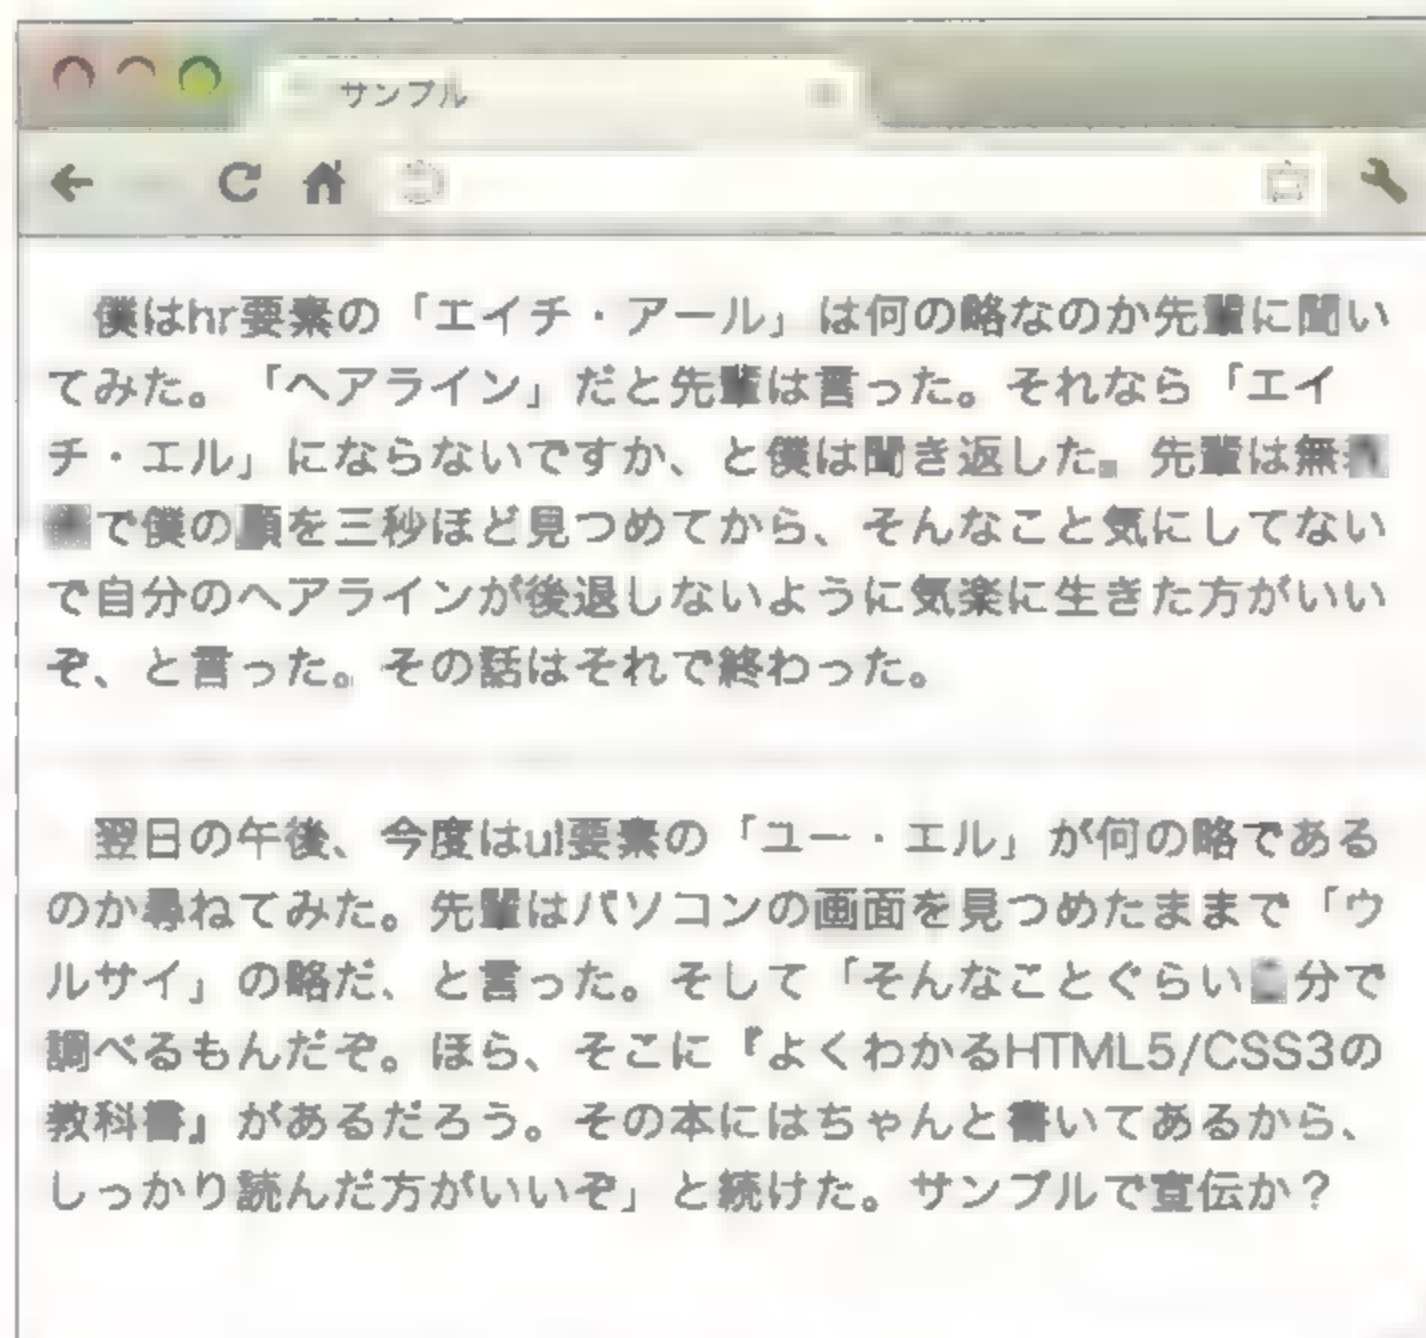 サンプル
僕はhr要素の「エイチ・アール」は何の略なのか先輩に聞い
てみた。「ヘアライン」だと先輩は言った。それなら「エイ
チ・エル」にならないですか、と僕は聞き返した。先輩は無
で僕の顔を三秒ほど見つめてから、そんなこと気にしてない
で自分のヘアラインが後退しないように気楽に生きた方がいい
ぞ、と言った。その話はそれで終わった。
翌日の午後、今度はul要素の「ユー・エル」が何の略である
のか尋ねてみた。先輩はパソコンの画面を見つめたままで「ウ
ルサイ」の略だ、と言った。そして「そんなことぐらい自分で
調べるもんだぞ。ほら、そこに『よくわかるHTML5/CSS3の
教科書』があるだろう。その本にはちゃんと書いてあるから、
しっかり読んだ方がいいぞ」と続けた。サンプルで宣伝か？